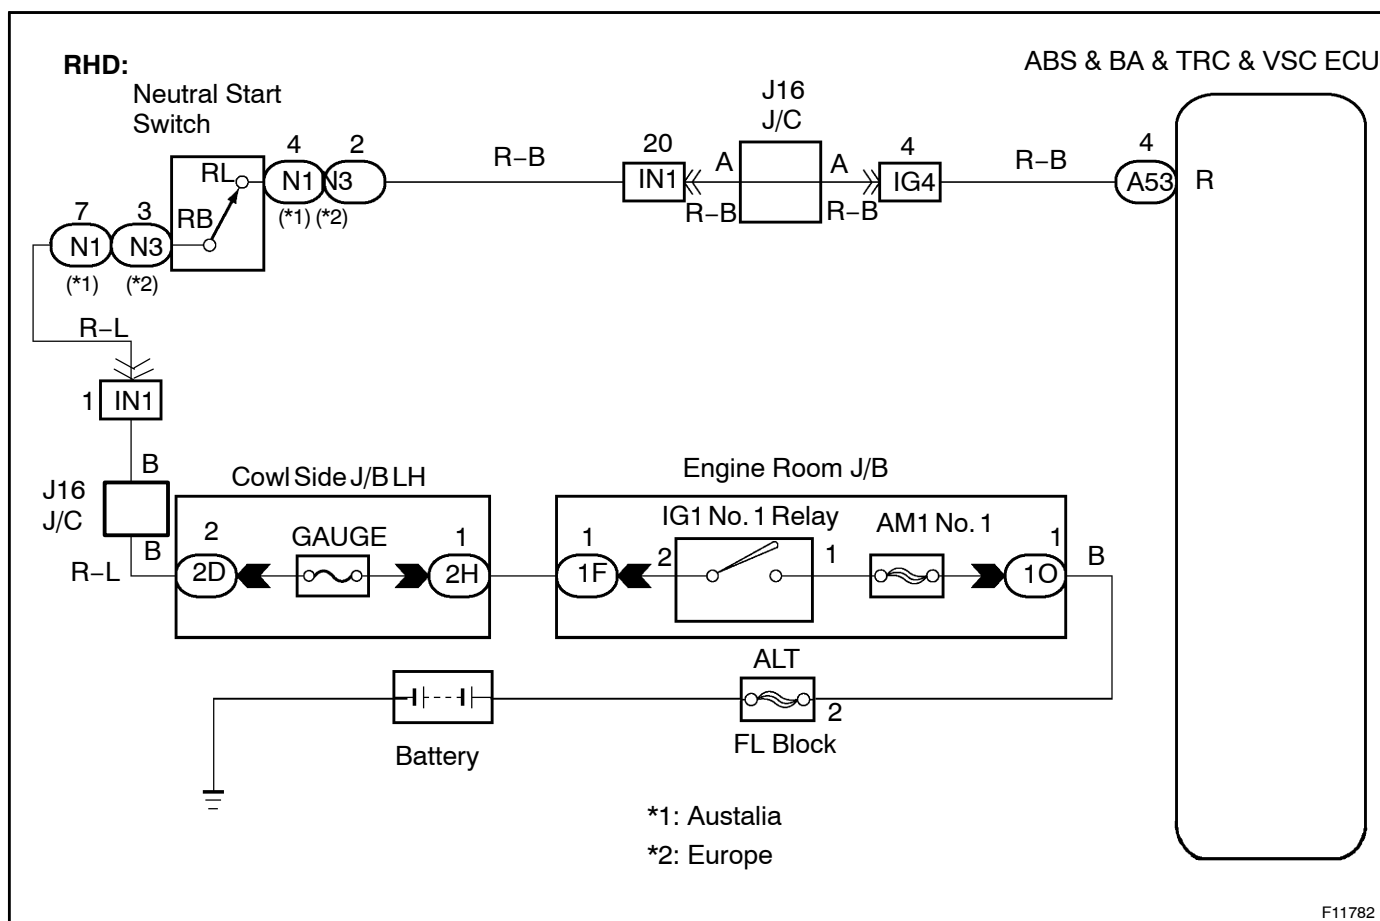 RHD:
ABS & BA & TRC & VSC ECU
Neutral Start
Switch
J16
J/C
4 2
R–B
20
A A
4
R–B
4
RL
N1 N3
IN1
IG4
A53
R
(*1) (*2)
R–B R–B
7 3
RB
N1 N3
(*1) (*2)
R–L
1 IN1
B
J16
J/C
B
R–L
Cowl Side J/B LH
2
GAUGE
1
2D
2H
Engine Room J/B
IG1 No. 1 Relay
AM1 No. 1
1
2
1
1
B
1F
1O
ALT
2
FL Block
Battery
*1: Austalia
*2: Europe
F11782